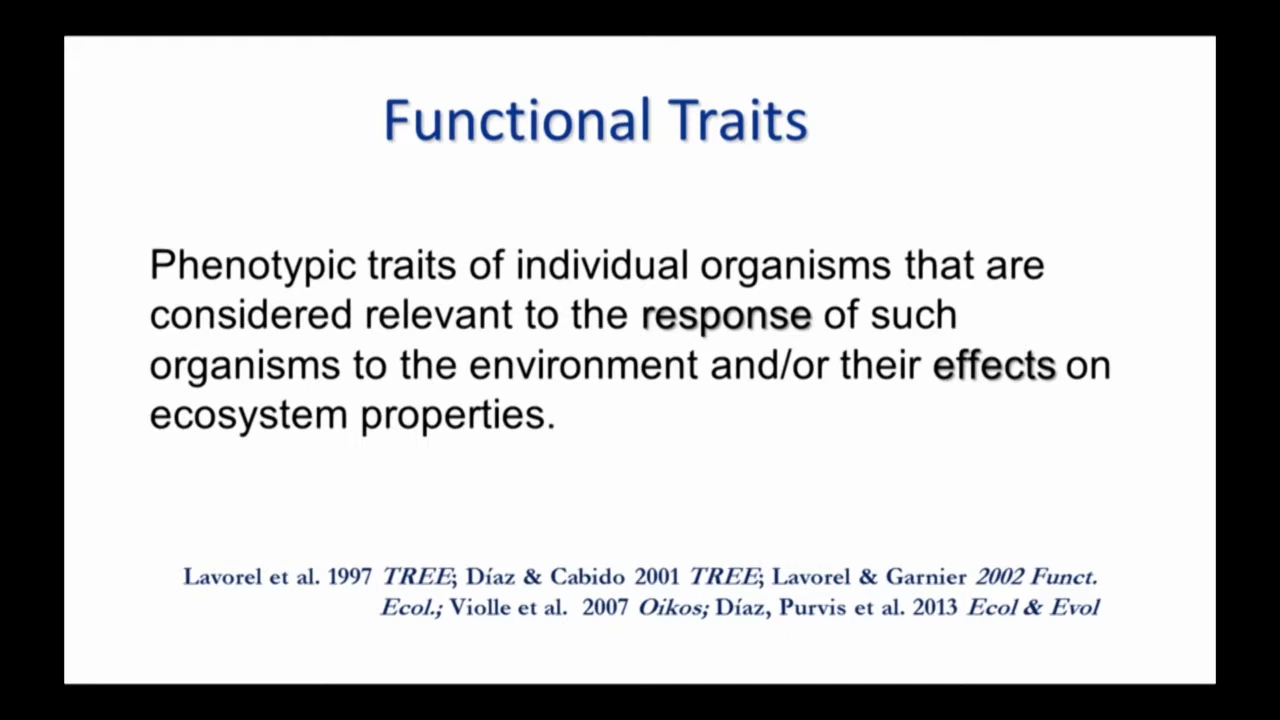 Functional Traits
Phenotypic traits of individual organisms that are
considered relevant to the response of such
organisms to the environment and/or their effects on
ecosystem properties.
Lavorel et al. 1997 TREE; Díaz & Cabido 2001 TREE; Lavorel & Garnier 2002 Funct.
Ecol.; Violle et al. 2007 Oikos; Díaz, Purvis et al. 2013 Ecol & Evol